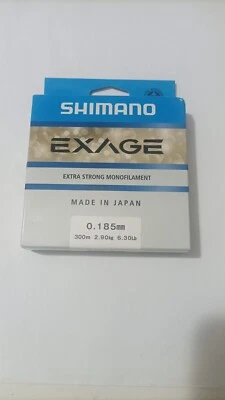 SHIMANO
EXAGE
EXTRA STRONG MONOFILAMENT
MADE IN JAPAN
0.185mm
300m 2.90kg 6.30Lb